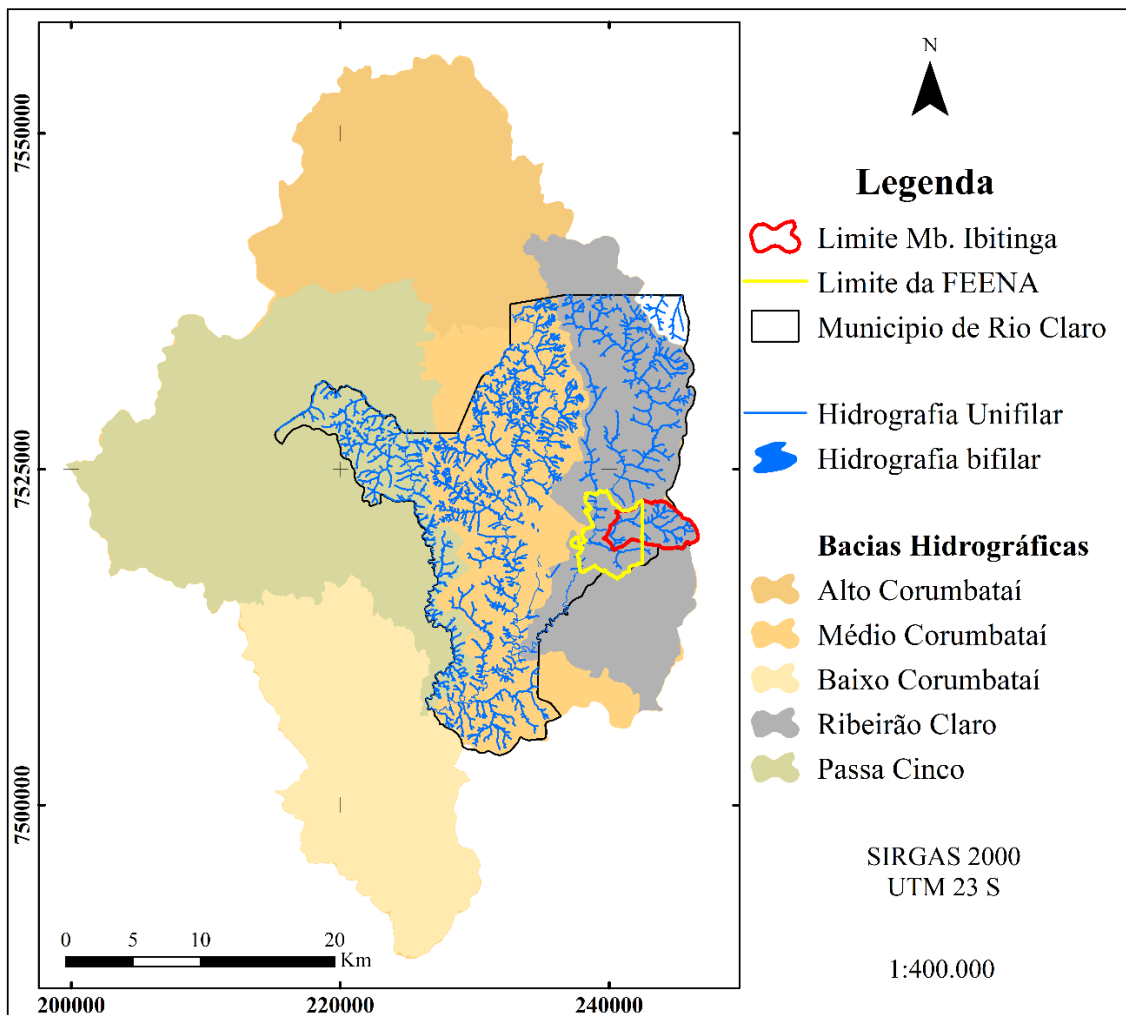 N
Legenda
Limite Mb. Ibitinga
Limite da FEENA
Municipio de Rio Claro
Hidrografia Unifilar
Hidrografia bifilar
Bacias Hidrográficas
Alto Corumbataí
Médio Corumbataí
Baixo Corumbataí
Ribeirão Claro
Passa Cinco
SIRGAS 2000
UTM 23 S
1:400.000
7550000
7525000
7500000
0 5 10 20
Km
200000 220000 240000